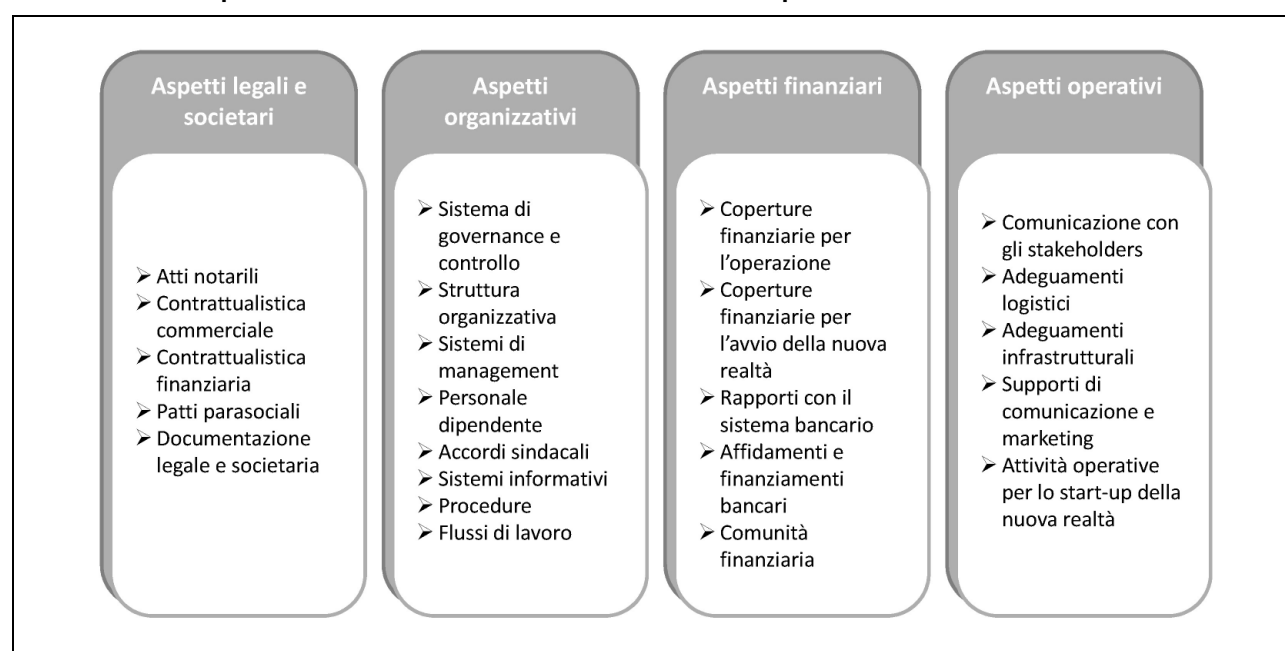 Aspetti legali e
societari
➢ Atti notarili
➢ Contrattualistica
commerciale
➢ Contrattualistica
finanziaria
➢ Patti parasociali
➢ Documentazione
legale e societaria
Aspetti
organizzativi
➢ Sistema di
governance e
controllo
➢ Struttura
organizzativa
➢ Sistemi di
management
➢ Personale
dipendente
➢ Accordi sindacali
➢ Sistemi informativi
➢ Procedure
➢ Flussi di lavoro
Aspetti finanziari
➢ Coperture
finanziarie per
l’operazione
➢ Coperture
finanziarie per
l’avvio della nuova
realtà
➢ Rapporti con il
sistema bancario
➢ Affidamenti e
finanziamenti
bancari
➢ Comunità
finanziaria
Aspetti operativi
➢ Comunicazione con
gli stakeholders
➢ Adeguamenti
logistici
➢ Adeguamenti
infrastrutturali
➢ Supporti di
comunicazione e
marketing
➢ Attività operative
per lo start-up della
nuova realtà